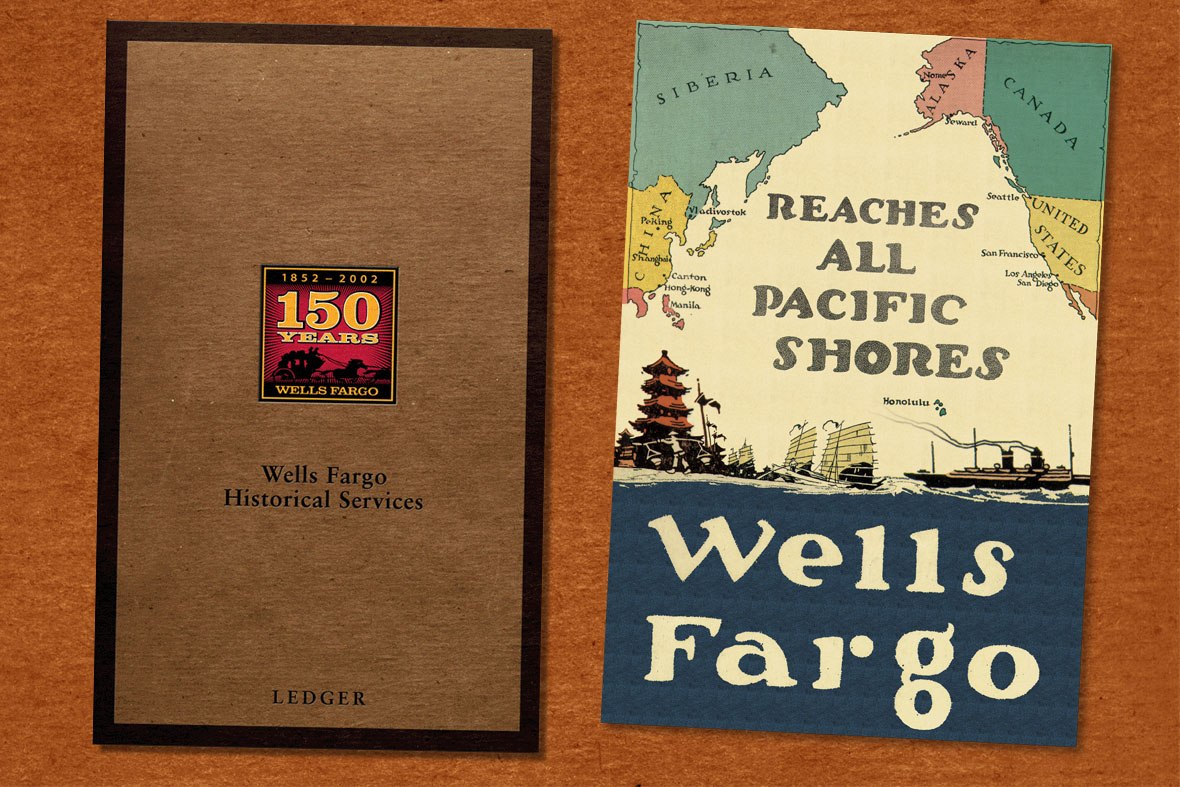 1852 – 2002
150
YEARS
WELLS FARGO
Wells Fargo
Historical Services
LEDGER
SIBERIA
Nome
ALASKA
Seward
CANADA
CHINA
Peking
Vladivostok
Shanghai
Canton
Hong-Kong
Manila
Seattle
UNITED
STATES
San Francisco
Los Angeles
San Diego
REACHES
ALL
PACIFIC
SHORES
Honolulu
Wells
Fargo